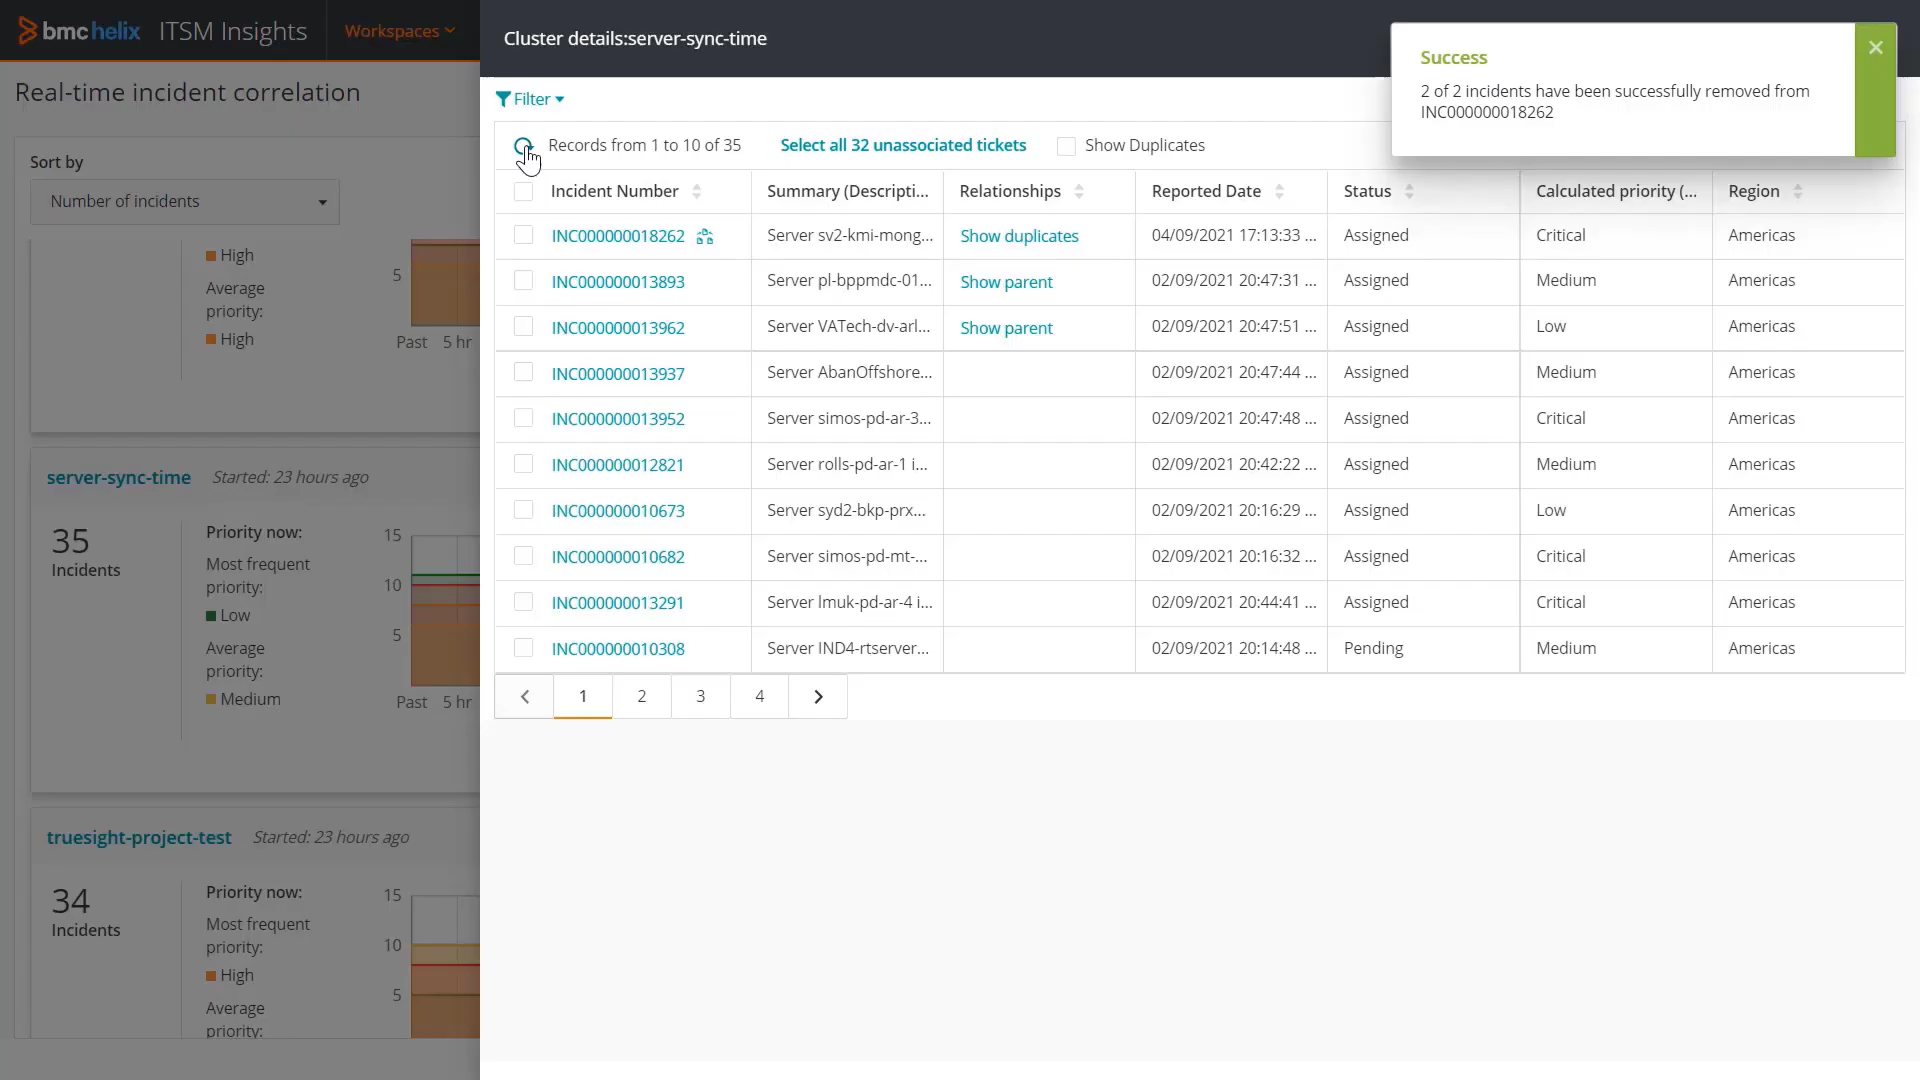 bmc helix ITSM Insights Workspaces
Real-time incident correlation
Sort by
Number of incidents
High
Average
priority:
High
5
Past 5 hr
server-sync-time Started: 23 hours ago
35
Incidents
Priority now:
Most frequent
priority:
Low
Average
priority:
Medium
15
10
5
Past 5 hr
truesight-project-test Started: 23 hours ago
34
Incidents
Priority now:
Most frequent
priority:
High
Average
priority:
15
10
5
Cluster details:server-sync-time
Success
2 of 2 incidents have been successfully removed from
INC000000018262
Filter
Records from 1 to 10 of 35 Select all 32 unassociated tickets Show Duplicates
Incident Number Summary (Descripti... Relationships Reported Date Status Calculated priority (... Region
INC000000018262 Server sv2-kmi-mong... Show duplicates 04/09/2021 17:13:33 ... Assigned Critical Americas
INC000000013893 Server pl-bppmdc-01... Show parent 02/09/2021 20:47:31 ... Assigned Medium Americas
INC000000013962 Server VATech-dv-arl... Show parent 02/09/2021 20:47:51 ... Assigned Low Americas
INC000000013937 Server AbanOffshore... 02/09/2021 20:47:44 ... Assigned Medium Americas
INC000000013952 Server simos-pd-ar-3... 02/09/2021 20:47:48 ... Assigned Critical Americas
INC000000012821 Server rolls-pd-ar-1 i... 02/09/2021 20:42:22 ... Assigned Medium Americas
INC000000010673 Server syd2-bkp-prx... 02/09/2021 20:16:29 ... Assigned Low Americas
INC000000010682 Server simos-pd-mt-... 02/09/2021 20:16:32 ... Assigned Critical Americas
INC000000013291 Server lmuk-pd-ar-4 i... 02/09/2021 20:44:41 ... Assigned Critical Americas
INC000000010308 Server IND4-rtserver... 02/09/2021 20:14:48 ... Pending Medium Americas
1 2 3 4